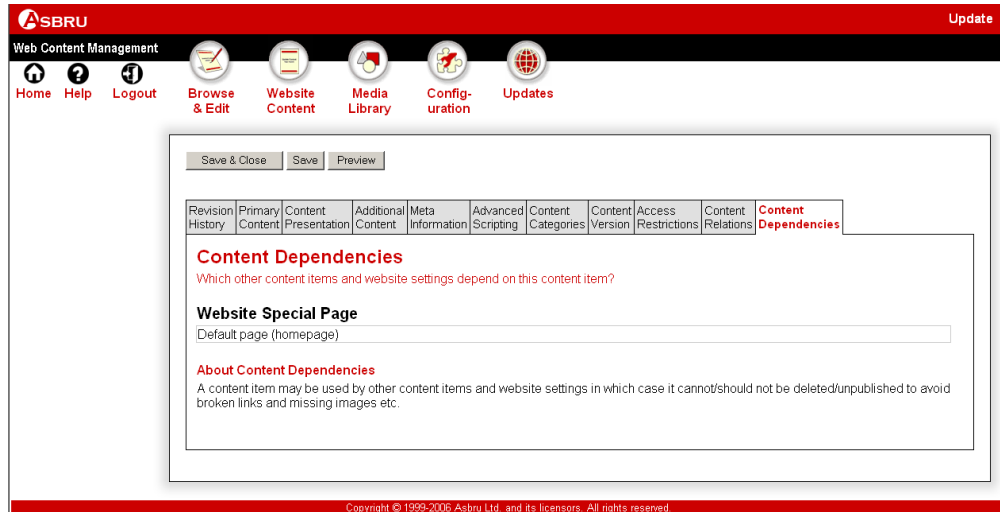 ASBRU
Update
Web Content Management
Home Help Logout
Browse
& Edit
Website
Content
Media
Library
Config-
uration
Updates
Save & Close Save Preview
Revision
History
Primary
Content
Content
Presentation
Additional
Content
Meta
Information
Advanced
Scripting
Content
Categories
Content
Version
Access
Restrictions
Content
Relations
Content
Dependencies
Content Dependencies
Which other content items and website settings depend on this content item?
Website Special Page
Default page (homepage)
About Content Dependencies
A content item may be used by other content items and website settings in which case it cannot/should not be deleted/unpublished to avoid
broken links and missing images etc.
Copyright © 1999-2006 Asbru Ltd. and its licensors. All rights reserved.